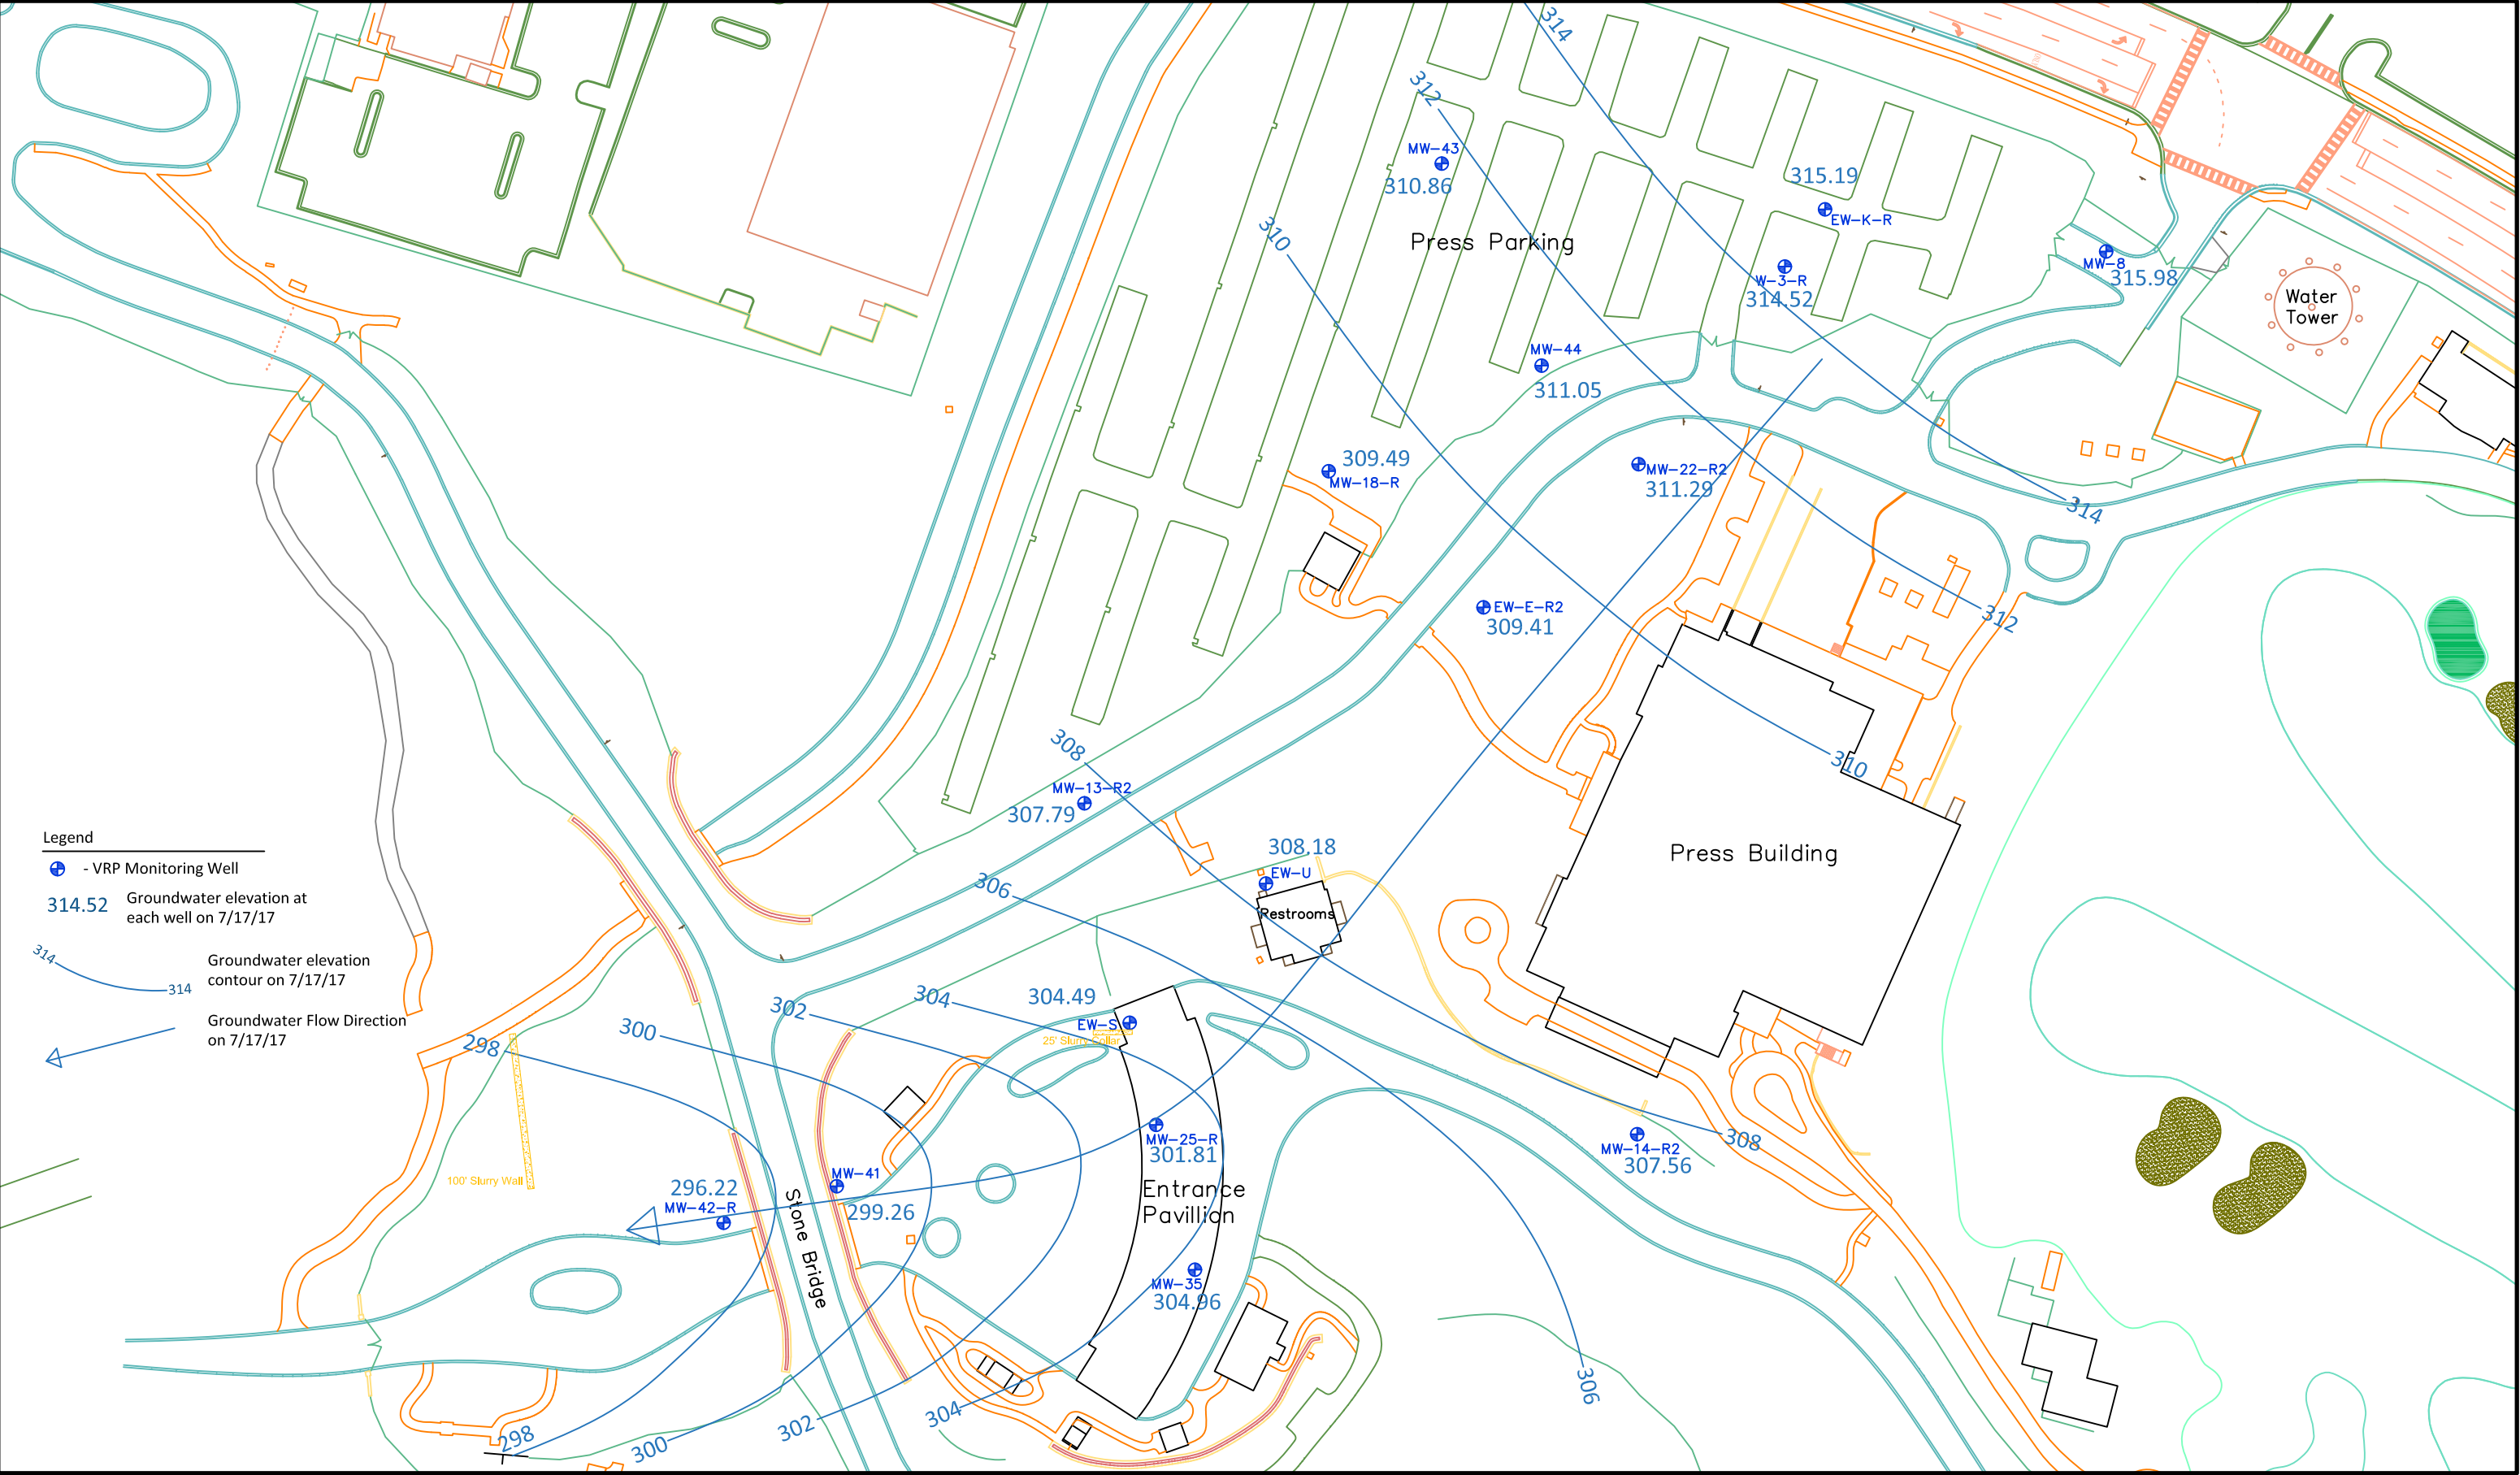 314
312
MW-43
310.86
315.19
EW-K-R
310
Press Parking
W-3-R
314.52
MW-8
315.98
Water
Tower
MW-44
311.05
309.49
MW-18-R
MW-22-R2
311.29
314
EW-E-R2
309.41
312
308
310
MW-13-R2
307.79
308.18
EW-U
Restrooms
Press Building
306
Legend
- VRP Monitoring Well
314.52
Groundwater elevation at
each well on 7/17/17
314
314
Groundwater elevation
contour on 7/17/17
Groundwater Flow Direction
on 7/17/17
304
302
300
298
304.49
EW-S
25' Slurry Collar
100' Slurry Wall
MW-25-R
301.81
MW-14-R2
307.56
308
MW-41
299.26
296.22
MW-42-R
Stone Bridge
Entrance
Pavillion
MW-35
304.96
306
304
302
300
298